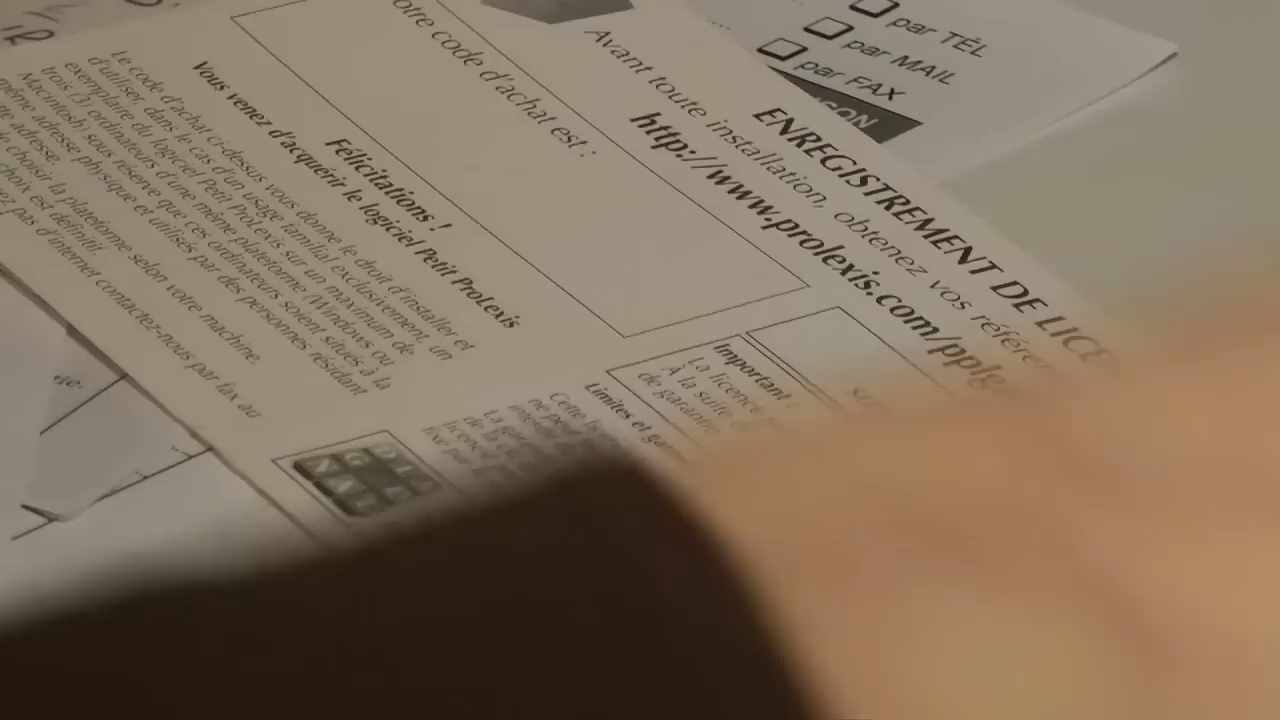 par TÉL
par MAIL
par FAX
ENREGISTREMENT DE LICE
Avant toute installation, obtenez vos référen
http://www.prolexis.com/pplg
otre code d'achat est :
Félicitations !
Vous venez d'acquérir le logiciel Petit ProLexis
Le code d'achat ci-dessus vous donne le droit d'installer et
d'utiliser, dans le cas d'un usage familial exclusivement, un
exemplaire du logiciel Petit ProLexis sur un maximum de
trois (3) ordinateurs d'une même plateforme (Windows ou
Macintosh) sous réserve que ces ordinateurs soient situés à la
même adresse physique et utilisés par des personnes résidant
adresse.
choisir la plateforme selon votre machine.
choix est définitif.
pas d'internet contactez-nous par fax au
Important :
La licence
À la suite
de garantie
Limites et ga
Cette
ne peut